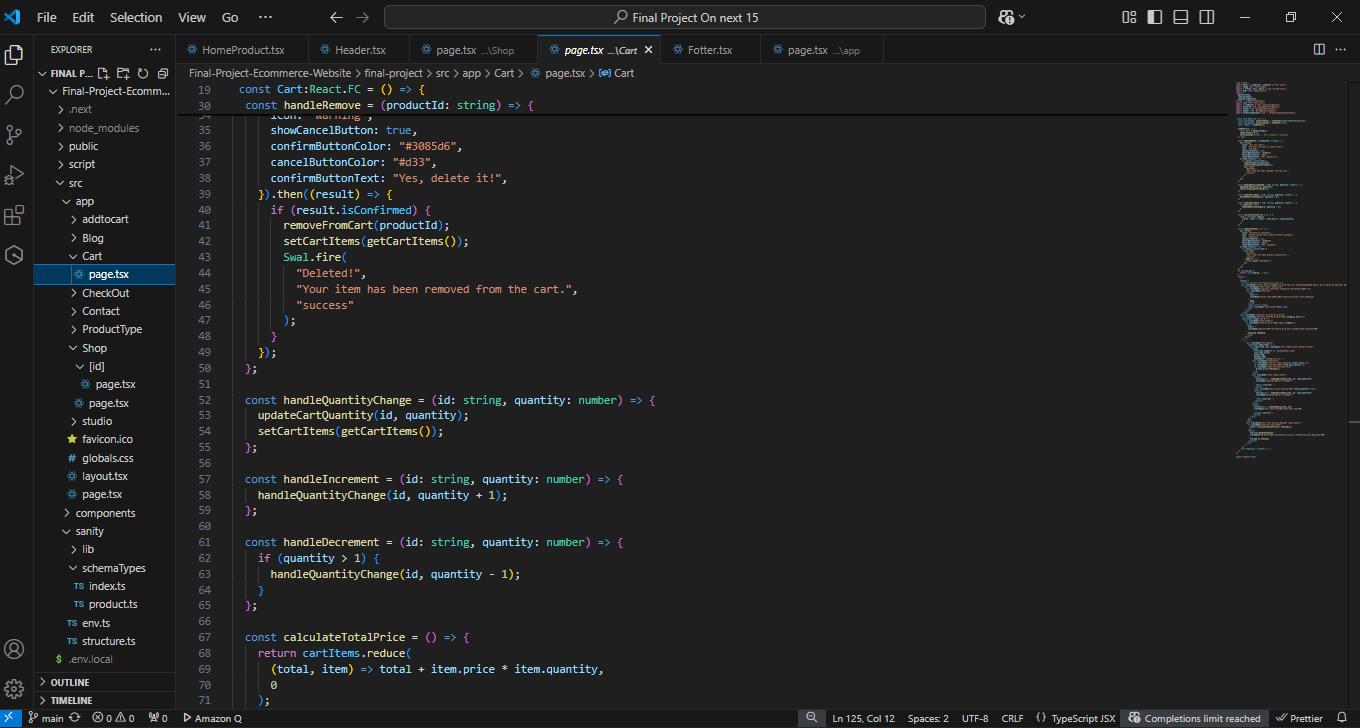 File Edit Selection View Go ··· Final Project On next 15
EXPLORER ···
HomeProduct.tsx Header.tsx page.tsx ...\Shop page.tsx ...\Cart Fotter.tsx page.tsx ...\app
FINAL P...
Final-Project-Ecomm...
.next
node_modules
public
script
src
app
addtocart
Blog
Cart
page.tsx
CheckOut
Contact
ProductType
Shop
[id]
page.tsx
page.tsx
studio
favicon.ico
globals.css
layout.tsx
page.tsx
components
sanity
lib
schemaTypes
TS index.ts
TS product.ts
TS env.ts
TS structure.ts
$ .env.local
OUTLINE
TIMELINE
Final-Project-Ecommerce-Website > final-project > src > app > Cart > page.tsx > Cart
19 const Cart:React.FC = () => {
30 const handleRemove = (productId: string) => {
34 icon: "warning",
35 showCancelButton: true,
36 confirmButtonColor: "#3085d6",
37 cancelButtonColor: "#d33",
38 confirmButtonText: "Yes, delete it!",
39 }).then((result) => {
40 if (result.isConfirmed) {
41 removeFromCart(productId);
42 setCartItems(getCartItems());
43 Swal.fire(
44 "Deleted!",
45 "Your item has been removed from the cart.",
46 "success"
47 );
48 }
49 });
50 };
51
52 const handleQuantityChange = (id: string, quantity: number) => {
53 updateCartQuantity(id, quantity);
54 setCartItems(getCartItems());
55 };
56
57 const handleIncrement = (id: string, quantity: number) => {
58 handleQuantityChange(id, quantity + 1);
59 };
60
61 const handleDecrement = (id: string, quantity: number) => {
62 if (quantity > 1) {
63 handleQuantityChange(id, quantity - 1);
64 }
65 };
66
67 const calculateTotalPrice = () => {
68 return cartItems.reduce(
69 (total, item) => total + item.price * item.quantity,
70 0
71 );
main 0 0 0 Amazon Q Ln 125, Col 12 Spaces: 2 UTF-8 CRLF {} TypeScript JSX Completions limit reached Prettier